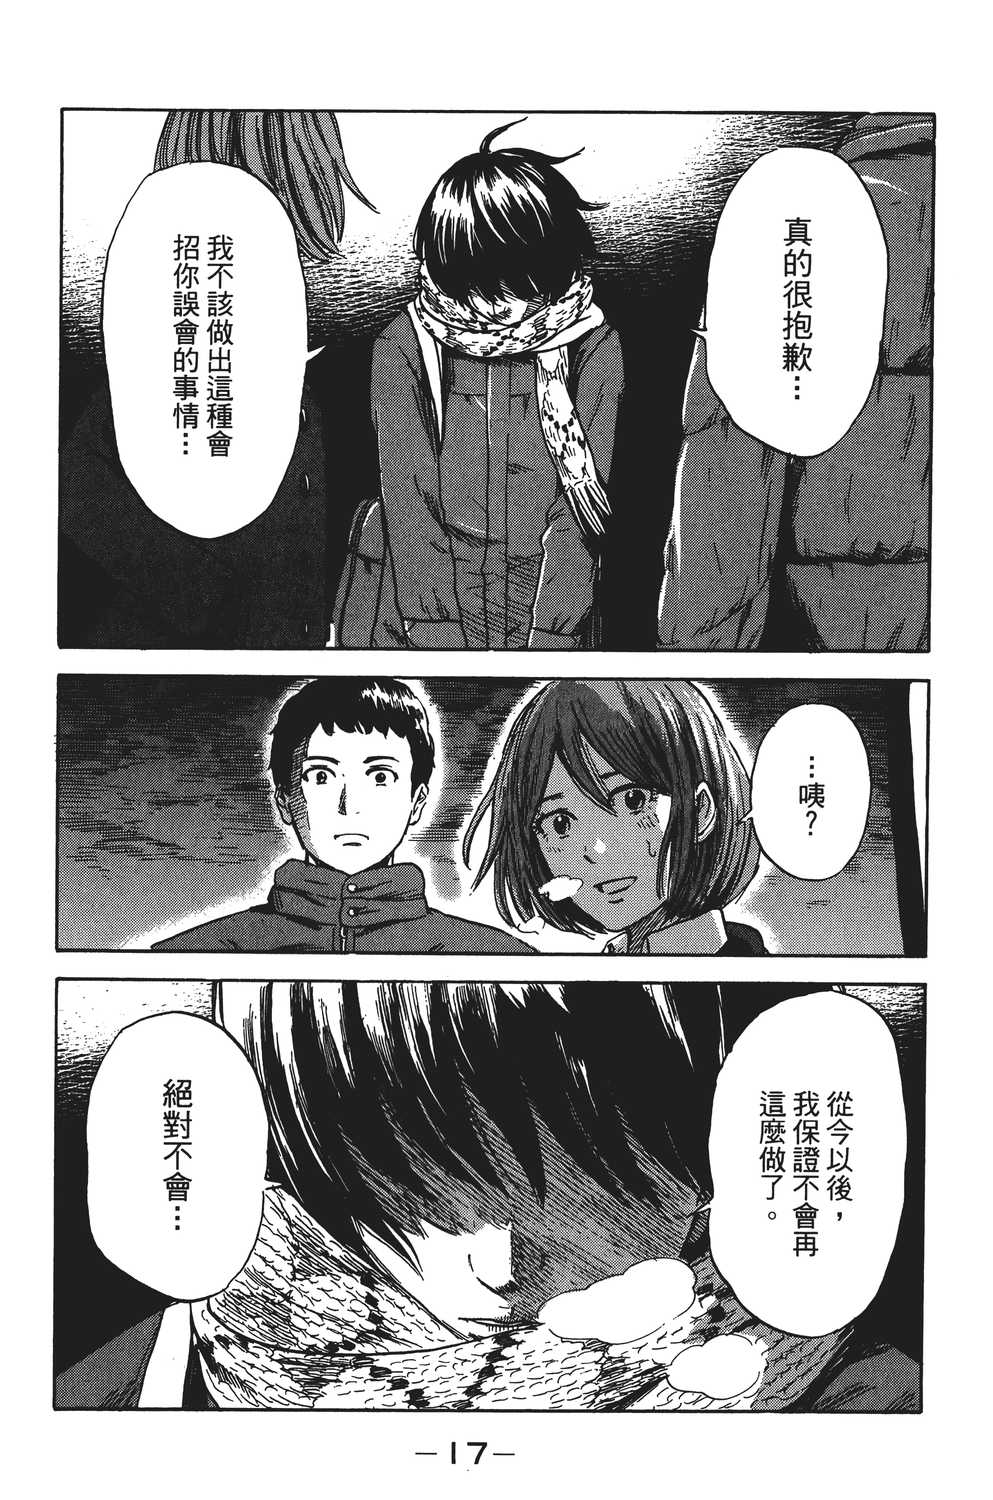 真的很抱歉…
我不該做出這種會
招你誤會的事情…
…咦？
從今以後，
我保證不會再
這麼做了。
絕對不會…
—17—